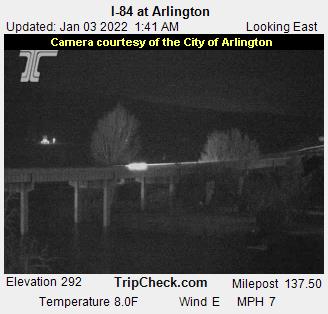 I-84 at Arlington
Updated: Jan 03 2022 1:41 AM Looking East
Camera courtesy of the City of Arlington
Elevation 292 TripCheck.com Milepost 137.50
Temperature 8.0F Wind E MPH 7